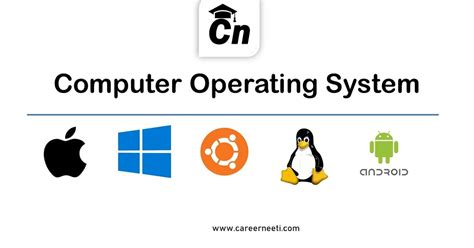 Cn
Computer Operating System
ANDROID
www.careerneeti.com